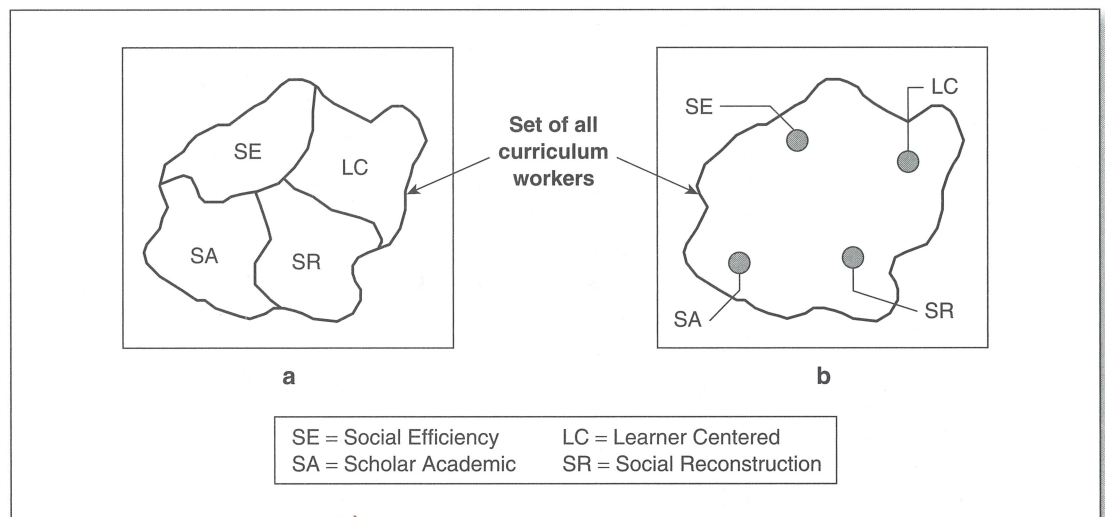 SE
LC
SA
SR
a
Set of all
curriculum
workers
SE
LC
SA
SR
b
SE = Social Efficiency LC = Learner Centered
SA = Scholar Academic SR = Social Reconstruction